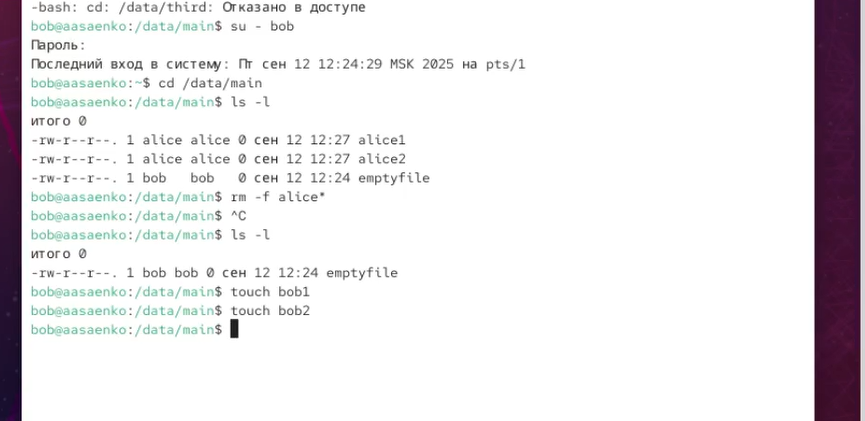 -bash: cd: /data/third: Отказано в доступе
bob@aasaenko:/data/main$ su - bob
Пароль:
Последний вход в систему: Пт сен 12 12:24:29 MSK 2025 на pts/1
bob@aasaenko:~$ cd /data/main
bob@aasaenko:/data/main$ ls -l
итого 0
-rw-r--r--. 1 alice alice 0 сен 12 12:27 alice1
-rw-r--r--. 1 alice alice 0 сен 12 12:27 alice2
-rw-r--r--. 1 bob   bob   0 сен 12 12:24 emptyfile
bob@aasaenko:/data/main$ rm -f alice*
bob@aasaenko:/data/main$ ^C
bob@aasaenko:/data/main$ ls -l
итого 0
-rw-r--r--. 1 bob bob 0 сен 12 12:24 emptyfile
bob@aasaenko:/data/main$ touch bob1
bob@aasaenko:/data/main$ touch bob2
bob@aasaenko:/data/main$